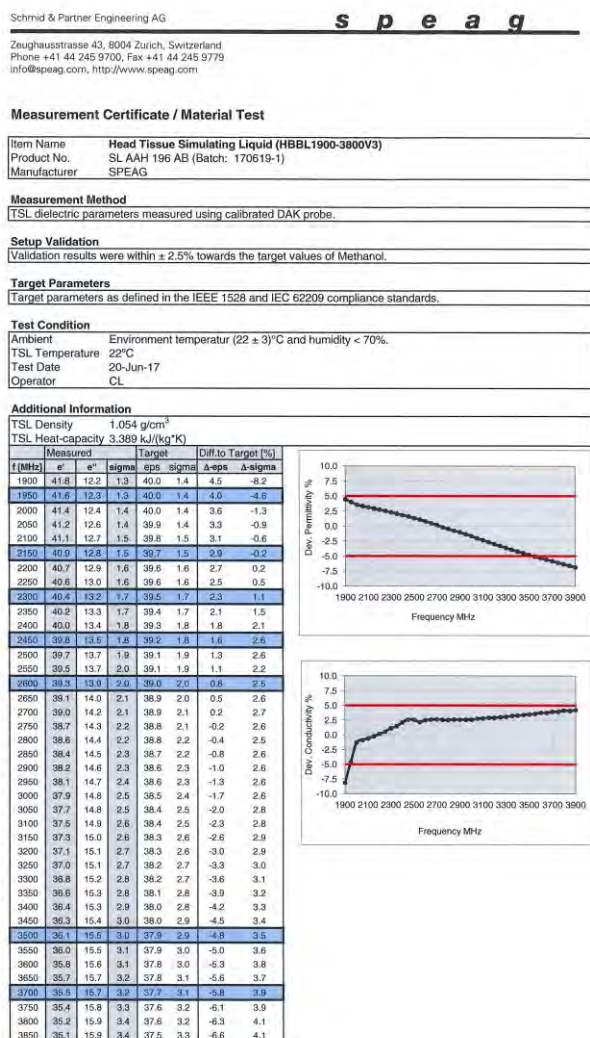 Schmid & Partner Engineering AG
s p e a g
Zeughausstrasse 43, 8004 Zurich, Switzerland
Phone +41 44 245 9700, Fax +41 44 245 9779
info@speag.com, http://www.speag.com
Measurement Certificate / Material Test
Item Name Head Tissue Simulating Liquid (HBBL1900-3800V3)
Product No. SL AAH 196 AB (Batch: 170619-1)
Manufacturer SPEAG
Measurement Method
TSL dielectric parameters measured using calibrated DAK probe.
Setup Validation
Validation results were within ± 2.5% towards the target values of Methanol.
Target Parameters
Target parameters as defined in the IEEE 1528 and IEC 62209 compliance standards.
Test Condition
Ambient Environment temperatur (22 ± 3)°C and humidity < 70%.
TSL Temperature 22°C
Test Date 20-Jun-17
Operator CL
Additional Information
TSL Density 1.054 g/cm³
TSL Heat-capacity 3.389 kJ/(kg*K)
Measured Target Diff.to Target [%]
f [MHz] e' e'' sigma eps sigma Δ-eps Δ-sigma
1900 41.8 12.2 1.3 40.0 1.4 4.5 -8.2
1950 41.6 12.3 1.3 40.0 1.4 4.0 -4.8
2000 41.4 12.4 1.4 40.0 1.4 3.6 -1.3
2050 41.2 12.6 1.4 39.9 1.4 3.3 -0.9
2100 41.1 12.7 1.5 39.8 1.5 3.1 -0.6
2150 40.9 12.8 1.5 39.7 1.5 2.9 -0.2
2200 40.7 12.9 1.6 39.6 1.6 2.7 0.2
2250 40.6 13.0 1.6 39.6 1.6 2.5 0.5
2300 40.4 13.2 1.7 39.5 1.7 2.3 1.1
2350 40.2 13.3 1.7 39.4 1.7 2.1 1.5
2400 40.0 13.4 1.8 39.3 1.8 1.8 2.1
2450 39.8 13.5 1.8 39.2 1.8 1.6 2.6
2500 39.7 13.7 1.9 39.1 1.9 1.3 2.6
2550 39.5 13.7 2.0 39.1 1.9 1.1 2.2
2600 39.3 13.9 2.0 39.0 2.0 0.8 2.5
2650 39.1 14.0 2.1 38.9 2.0 0.5 2.6
2700 39.0 14.2 2.1 38.9 2.1 0.2 2.7
2750 38.7 14.3 2.2 38.8 2.1 -0.2 2.6
2800 38.6 14.4 2.2 38.8 2.2 -0.4 2.5
2850 38.4 14.5 2.3 38.7 2.2 -0.8 2.6
2900 38.2 14.6 2.3 38.6 2.3 -1.0 2.6
2950 38.1 14.7 2.4 38.6 2.3 -1.3 2.6
3000 37.9 14.8 2.5 38.5 2.4 -1.7 2.6
3050 37.7 14.8 2.5 38.4 2.5 -2.0 2.8
3100 37.5 14.9 2.6 38.4 2.5 -2.3 2.8
3150 37.3 15.0 2.6 38.3 2.6 -2.6 2.9
3200 37.1 15.1 2.7 38.3 2.6 -3.0 2.9
3250 37.0 15.1 2.7 38.2 2.7 -3.3 3.0
3300 36.8 15.2 2.8 38.2 2.7 -3.6 3.1
3350 36.6 15.3 2.8 38.1 2.8 -3.9 3.2
3400 36.4 15.3 2.9 38.0 2.8 -4.2 3.3
3450 36.3 15.4 3.0 38.0 2.9 -4.5 3.4
3500 36.1 15.5 3.0 37.9 2.9 -4.8 3.5
3550 36.0 15.5 3.1 37.9 3.0 -5.0 3.6
3600 35.8 15.6 3.1 37.8 3.0 -5.3 3.8
3650 35.7 15.7 3.2 37.8 3.1 -5.6 3.7
3700 35.5 15.7 3.2 37.7 3.1 -5.8 3.9
3750 35.4 15.8 3.3 37.6 3.2 -6.1 3.9
3800 35.2 15.9 3.4 37.6 3.2 -6.3 4.1
3850 35.1 15.9 3.4 37.5 3.3 -6.6 4.1
Dev. Permittivity %
10.0
7.5
5.0
2.5
0.0
-2.5
-5.0
-7.5
-10.0
1900 2100 2300 2500 2700 2900 3100 3300 3500 3700 3900
Frequency MHz
Dev. Conductivity %
10.0
7.5
5.0
2.5
0.0
-2.5
-5.0
-7.5
-10.0
1900 2100 2300 2500 2700 2900 3100 3300 3500 3700 3900
Frequency MHz